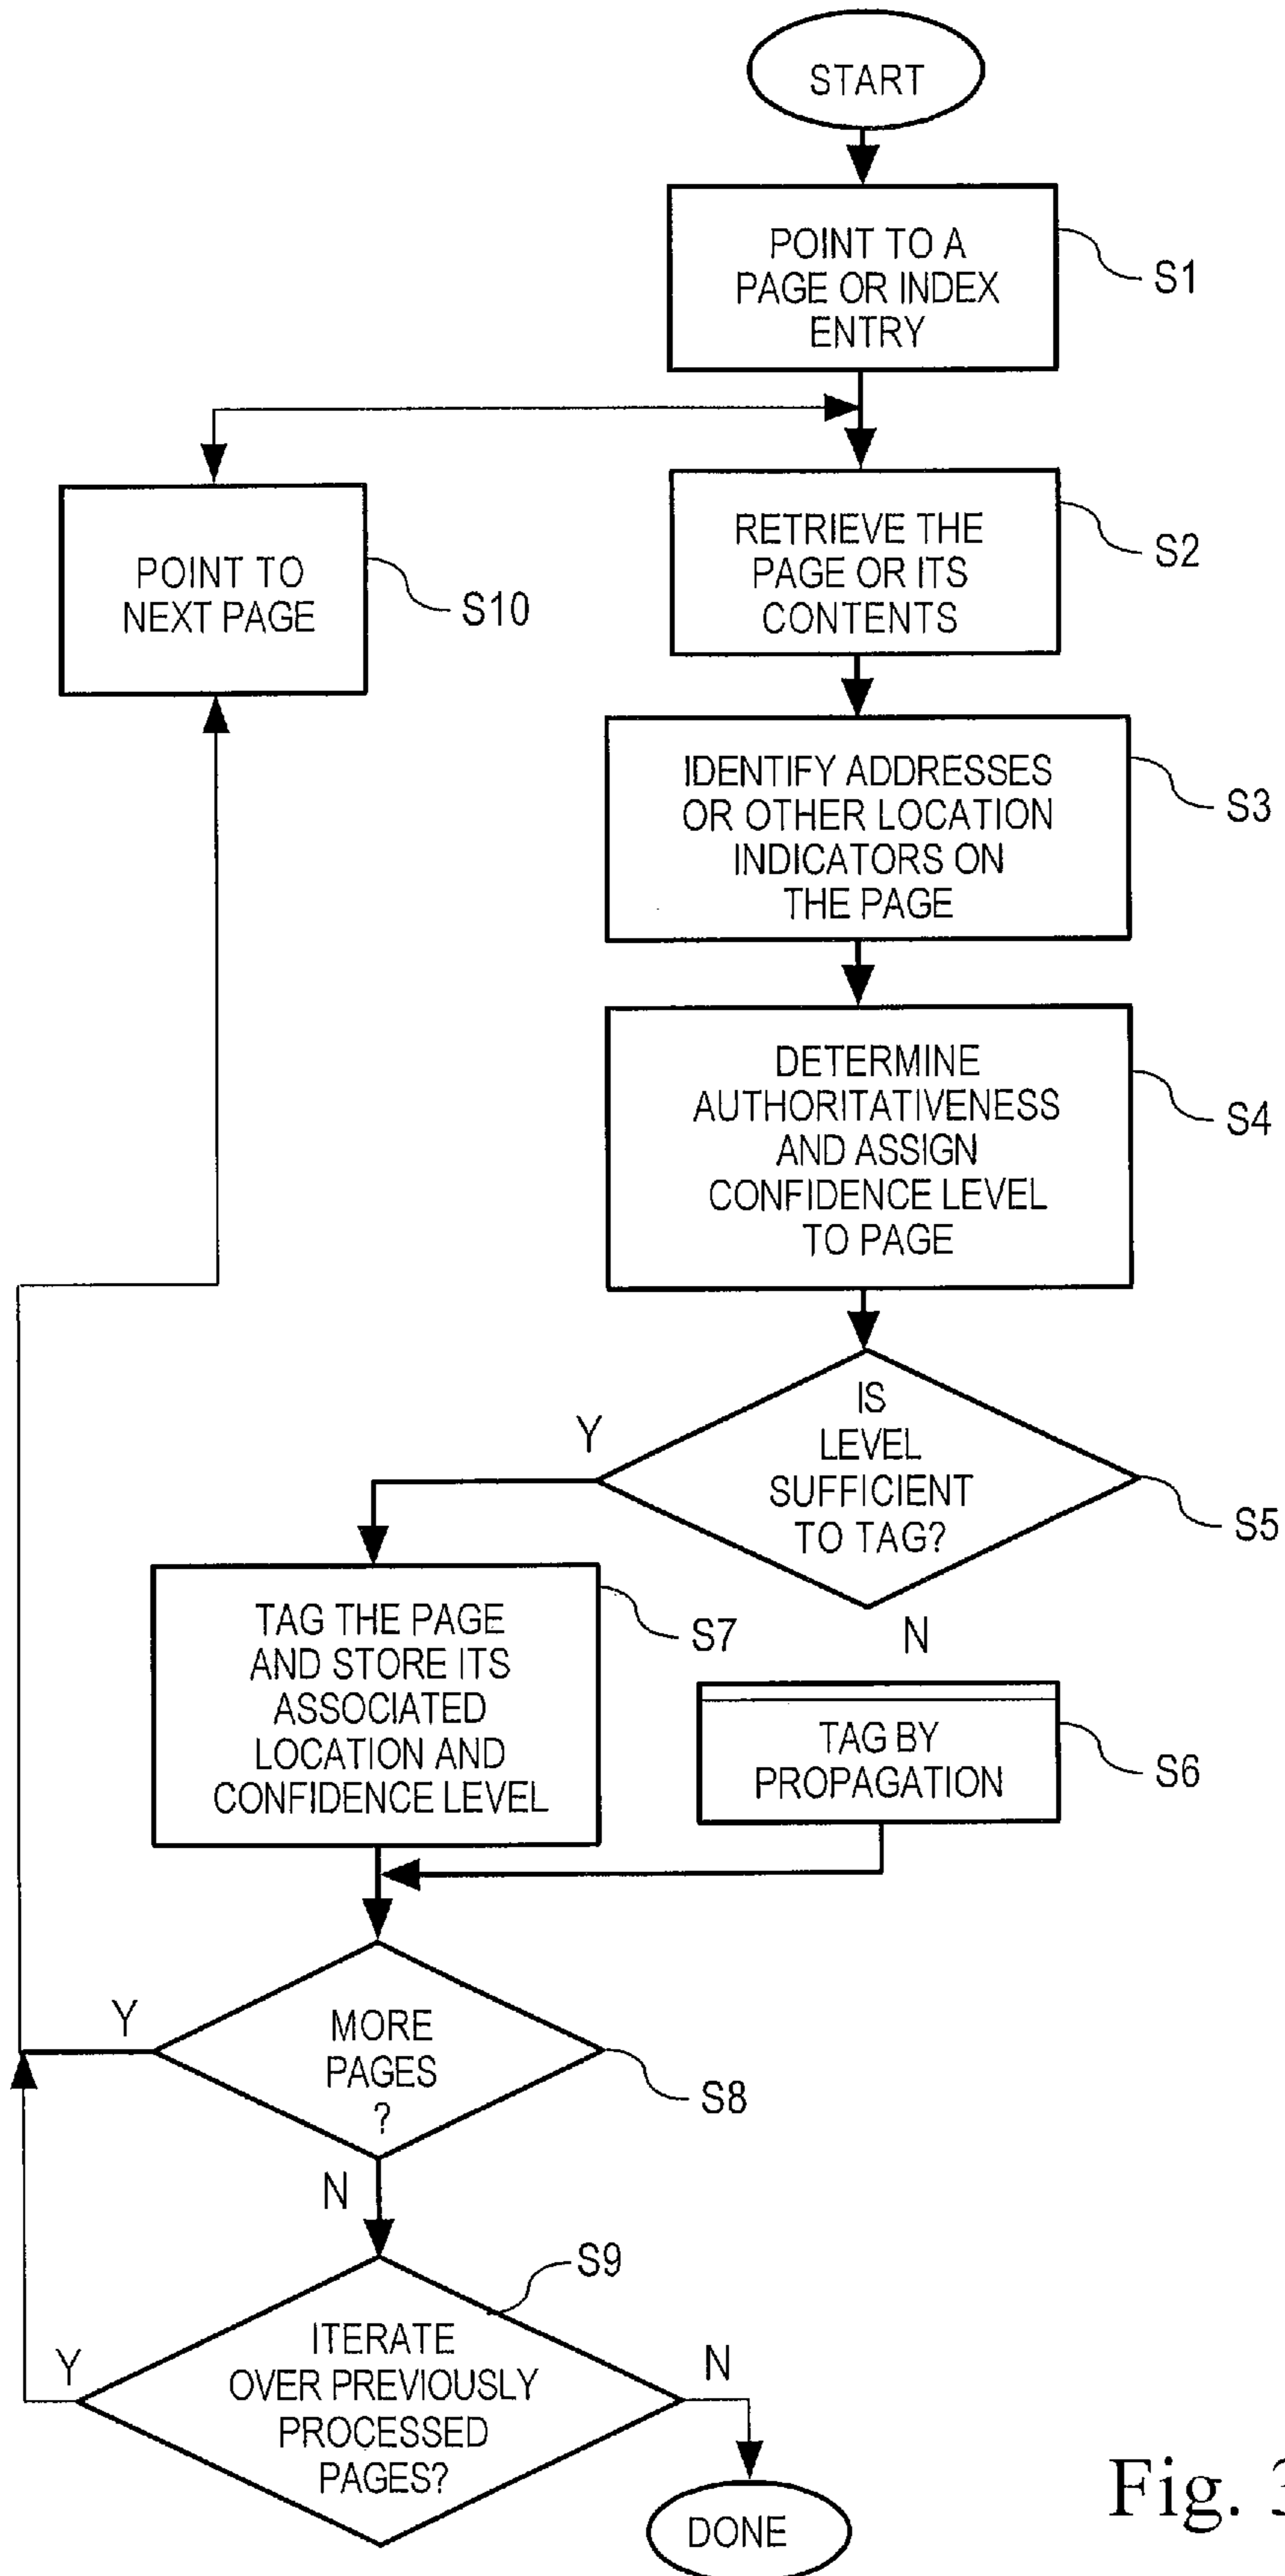 START
POINT TO A
PAGE OR INDEX
ENTRY
S1
RETRIEVE THE
PAGE OR ITS
CONTENTS
S2
POINT TO
NEXT PAGE
S10
IDENTIFY ADDRESSES
OR OTHER LOCATION
INDICATORS ON
THE PAGE
S3
DETERMINE
AUTHORITATIVENESS
AND ASSIGN
CONFIDENCE LEVEL
TO PAGE
S4
IS
LEVEL
SUFFICIENT
TO TAG?
Y
S5
N
TAG THE PAGE
AND STORE ITS
ASSOCIATED
LOCATION AND
CONFIDENCE LEVEL
S7
TAG BY
PROPAGATION
S6
MORE
PAGES
?
Y
S8
N
S9
ITERATE
OVER PREVIOUSLY
PROCESSED
PAGES?
Y
N
DONE
Fig. 3